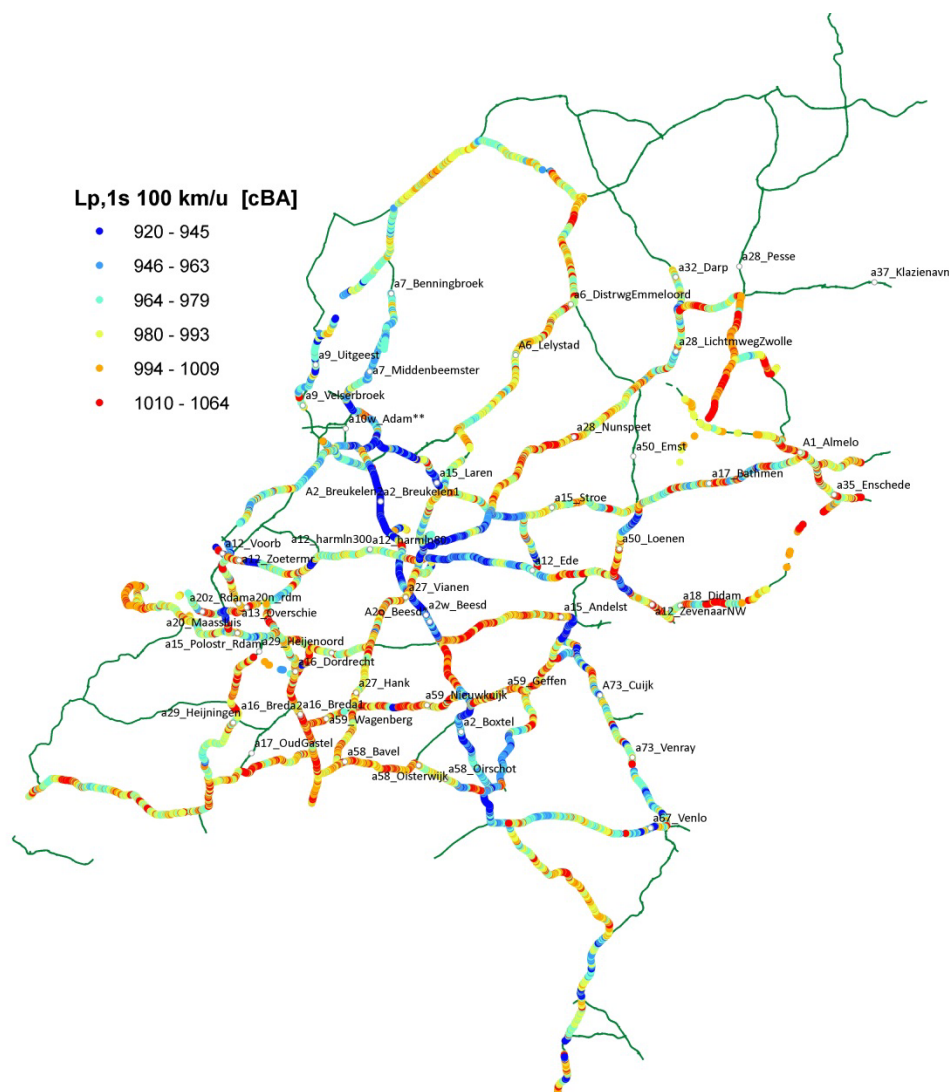 Lp,1s 100 km/u [cBA]
920 - 945
946 - 963
964 - 979
980 - 993
994 - 1009
1010 - 1064
a28_Pesse
a32_Darp
a37_Klazienavn
a7_Benningbroek
a6_DistrwgEmmeloord
a28_LichtmwegZwolle
A6_Lelystad
a9_Uitgeest
a7_Middenbeemster
a9_Velserbroek
a10w_Adam**
a28_Nunspeet
a50_Emst
A1_Almelo
a15_Laren
a17_Bathmen
a35_Enschede
A2_Breukelen2
a2_Breukelen1
a15_Stroe
a12_Voorb
a12_harmln300
a12_harmln80
a50_Loenen
a12_Zoeterm
a12_Ede
a27_Vianen
a18_Didam
a20z_Rdam
a20n_rdm
a13_Overschie
A2o_Beesd
a2w_Beesd
a15_Andelst
a12_ZevenaarNW
a20_Maassluis
a15_Polostr_Rdam
a29_Heijenoord
a16_Dordrecht
a27_Hank
a59_Nieuwkuijk
a59_Geffen
A73_Cuijk
a29_Heijningen
a16_Breda2
a16_Breda1
a59_Wagenberg
a2_Boxtel
a17_OudGastel
a58_Bavel
a58_Oisterwijk
a58_Oirschot
a73_Venray
a67_Venlo